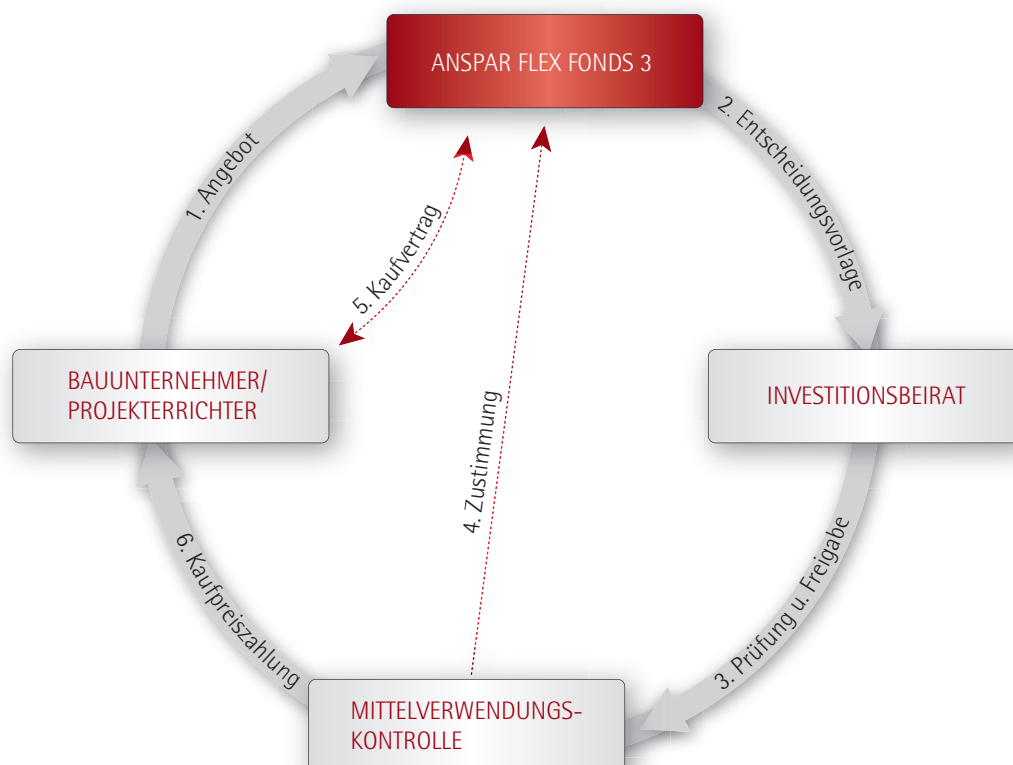 ANSPAR FLEX FONDS 3
1. Angebot
2. Entscheidungsvorlage
5. Kaufvertrag
BAUUNTERNEHMER/
PROJEKTERRICHTER
INVESTITIONSBEIRAT
4. Zustimmung
6. Kaufpreiszahlung
3. Prüfung u. Freigabe
MITTELVERWENDUNGS-
KONTROLLE